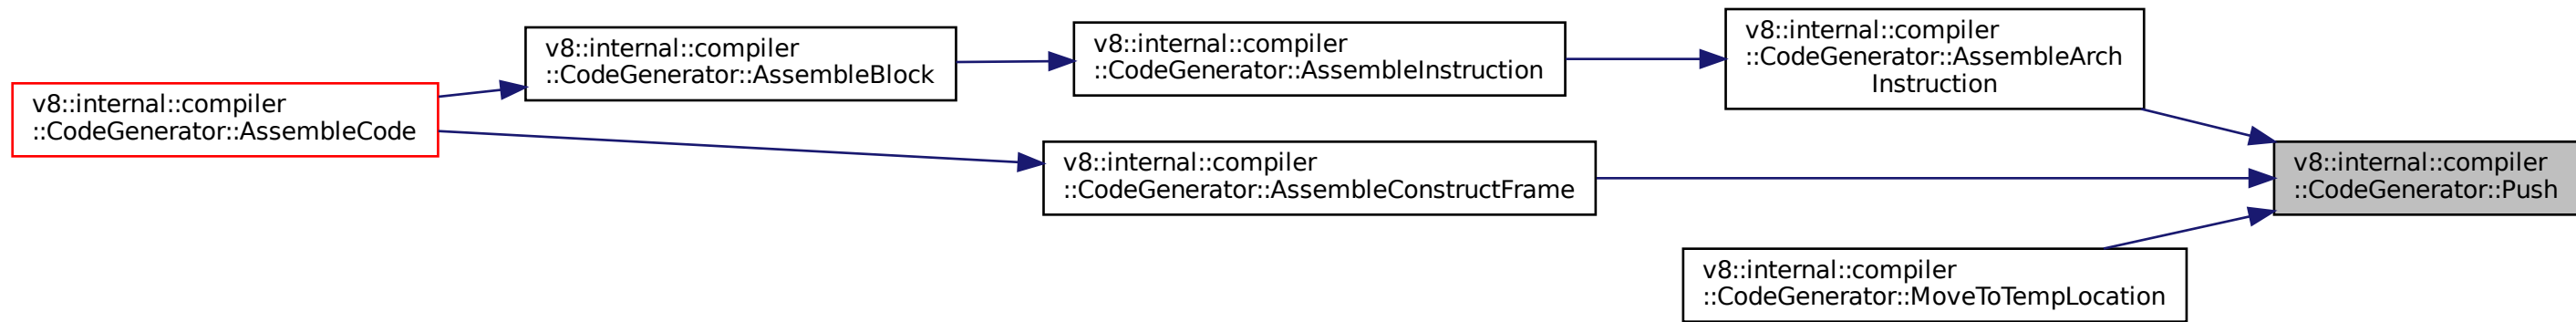 v8::internal::compiler
::CodeGenerator::AssembleCode
v8::internal::compiler
::CodeGenerator::AssembleBlock
v8::internal::compiler
::CodeGenerator::AssembleInstruction
v8::internal::compiler
::CodeGenerator::AssembleArch
Instruction
v8::internal::compiler
::CodeGenerator::AssembleConstructFrame
v8::internal::compiler
::CodeGenerator::MoveToTempLocation
v8::internal::compiler
::CodeGenerator::Push